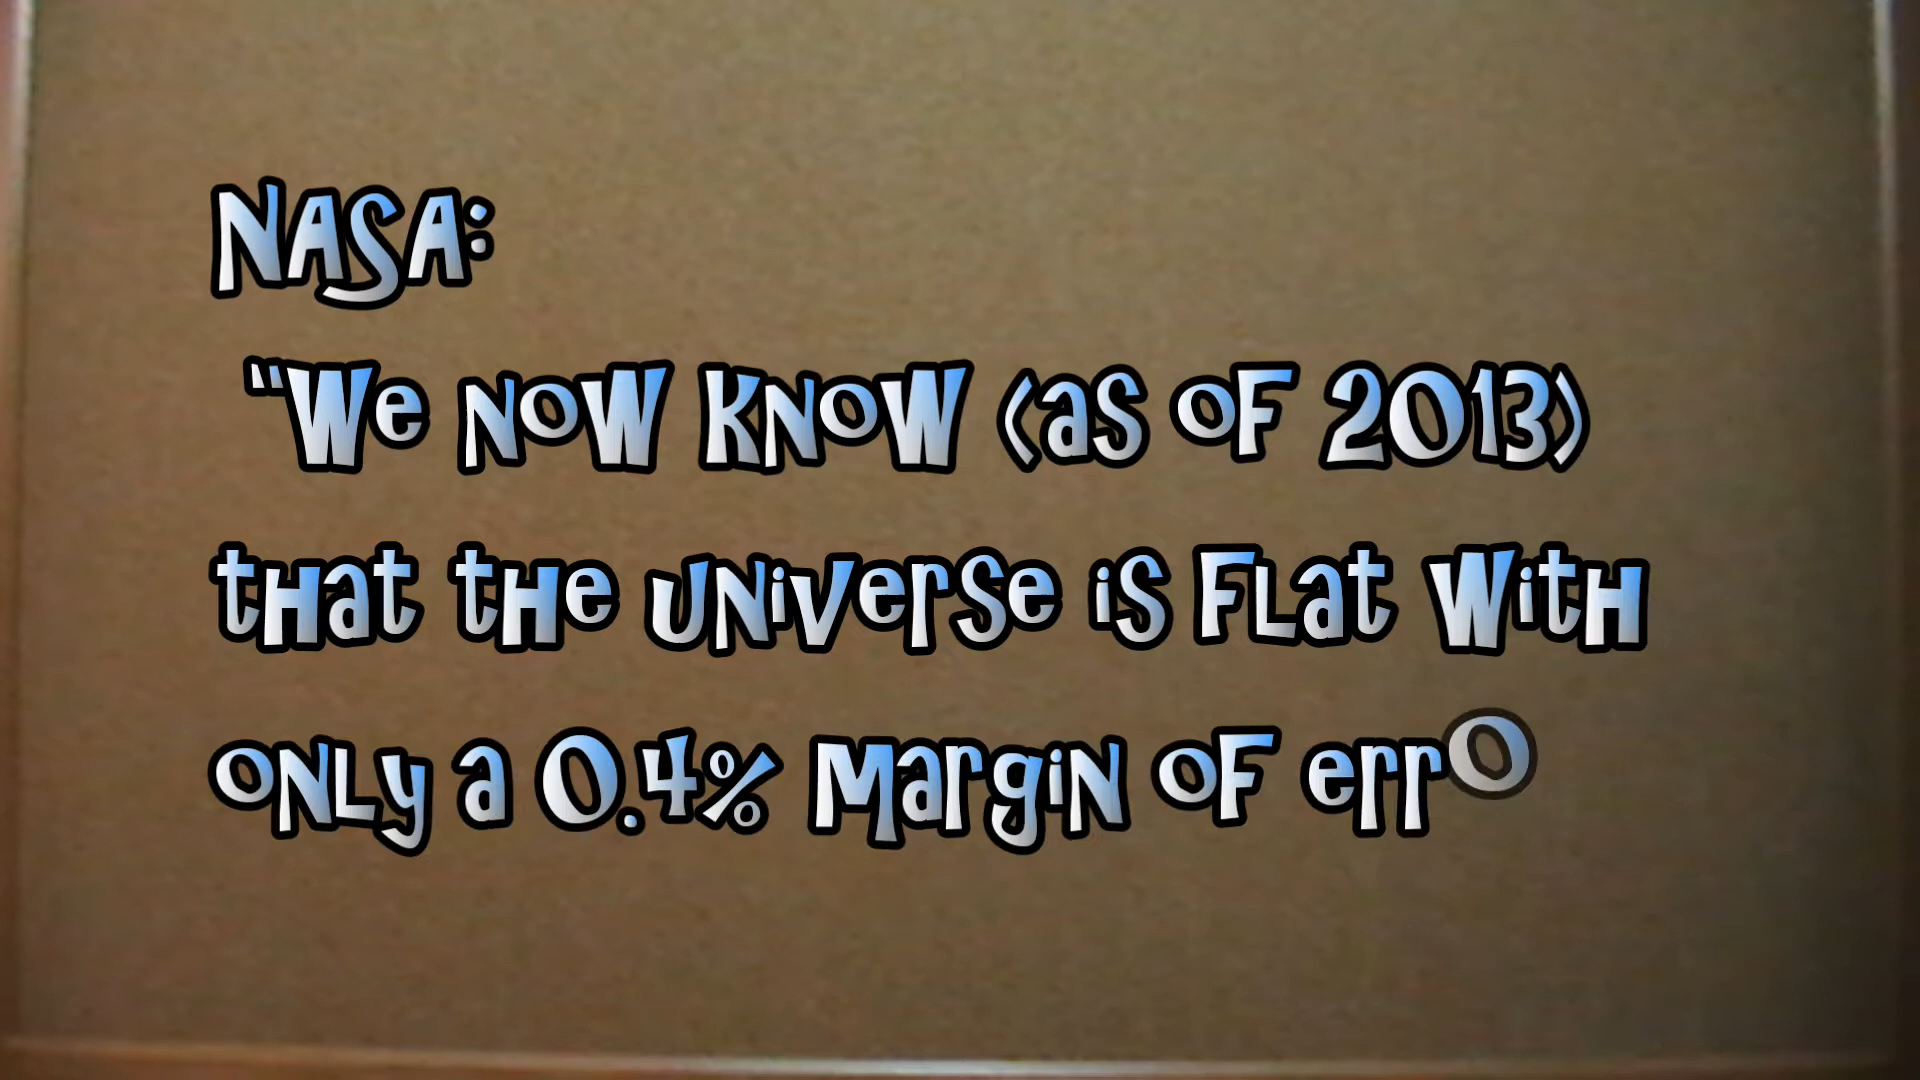 NASA:
“We now know (as of 2013)
that the universe is flat with
only a 0.4% margin of erro